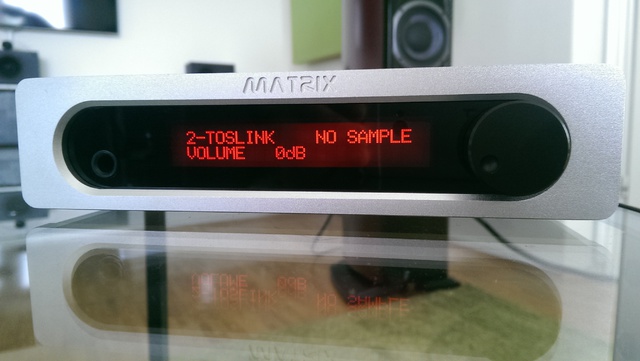 MATRIX
2-TOSLINK NO SAMPLE
VOLUME 0dB